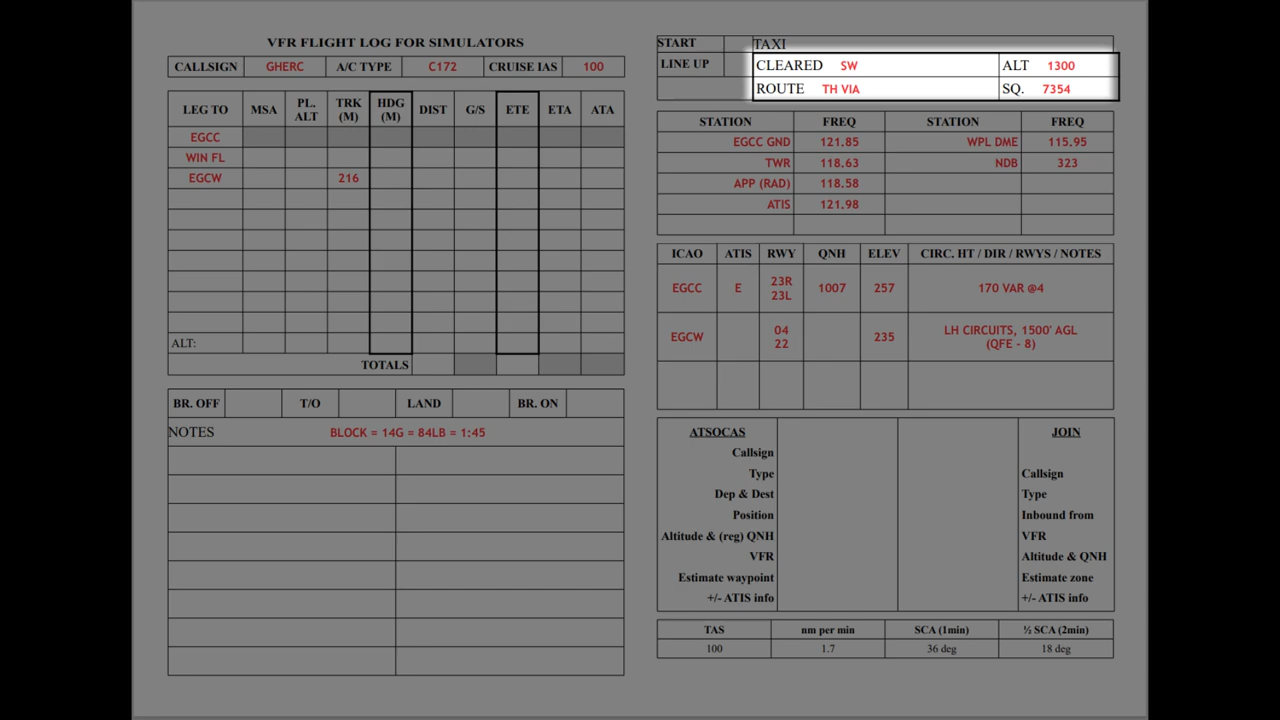 VFR FLIGHT LOG FOR SIMULATORS
CALLSIGN GHERC A/C TYPE C172 CRUISE IAS 100
LEG TO MSA PL. ALT TRK (M) HDG (M) DIST G/S ETE ETA ATA
EGCC
WIN FL
EGCW 216
ALT:
TOTALS
BR. OFF T/O LAND BR. ON
NOTES BLOCK = 14G = 84LB = 1:45
START TAXI
LINE UP CLEARED SW ALT 1300
ROUTE TH VIA SQ. 7354
STATION FREQ STATION FREQ
EGCC GND 121.85 WPL DME 115.95
TWR 118.63 NDB 323
APP (RAD) 118.58
ATIS 121.98
ICAO ATIS RWY QNH ELEV CIRC. HT / DIR / RWYS / NOTES
EGCC E 23R 23L 1007 257 170 VAR @4
EGCW 04 22 235 LH CIRCUITS, 1500' AGL (QFE - 8)
ATSOCAS JOIN
Callsign
Type Callsign
Dep & Dest Type
Position Inbound from
Altitude & (reg) QNH VFR
VFR Altitude & QNH
Estimate waypoint Estimate zone
+/- ATIS info +/- ATIS info
TAS nm per min SCA (1min) ½ SCA (2min)
100 1.7 36 deg 18 deg